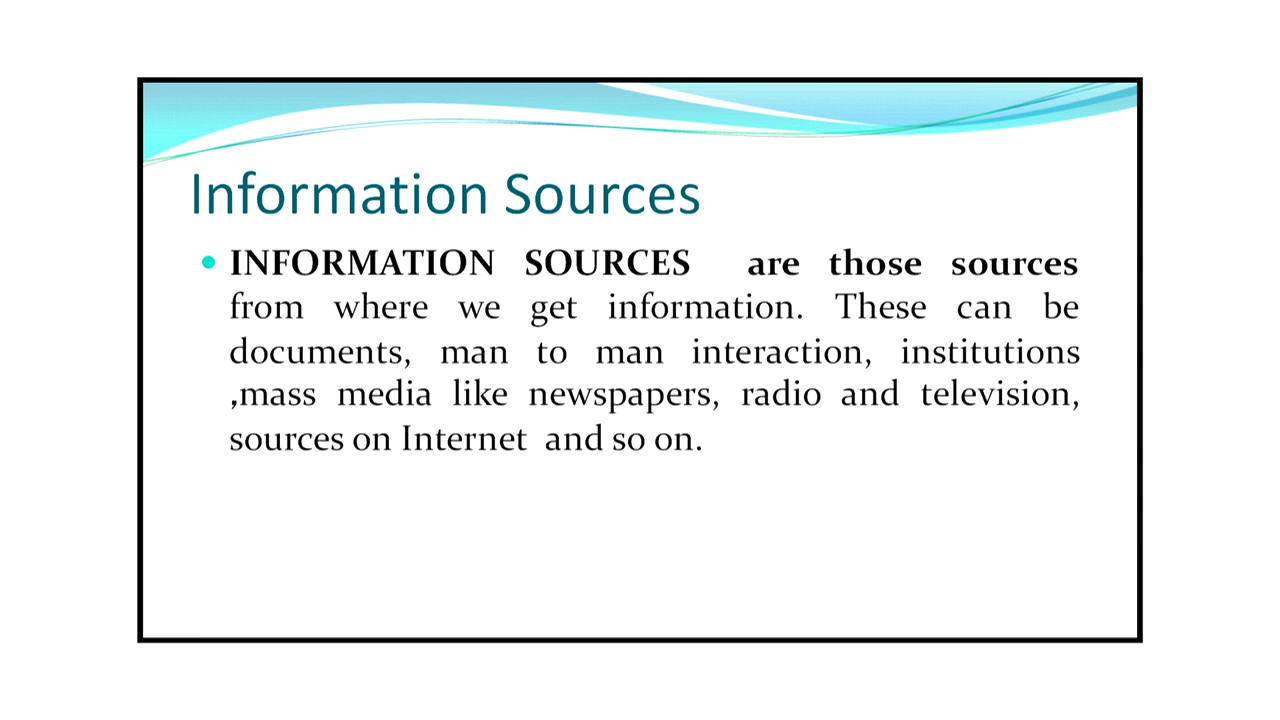 Information Sources
INFORMATION SOURCES are those sources
from where we get information. These can be
documents, man to man interaction, institutions
,mass media like newspapers, radio and television,
sources on Internet and so on.